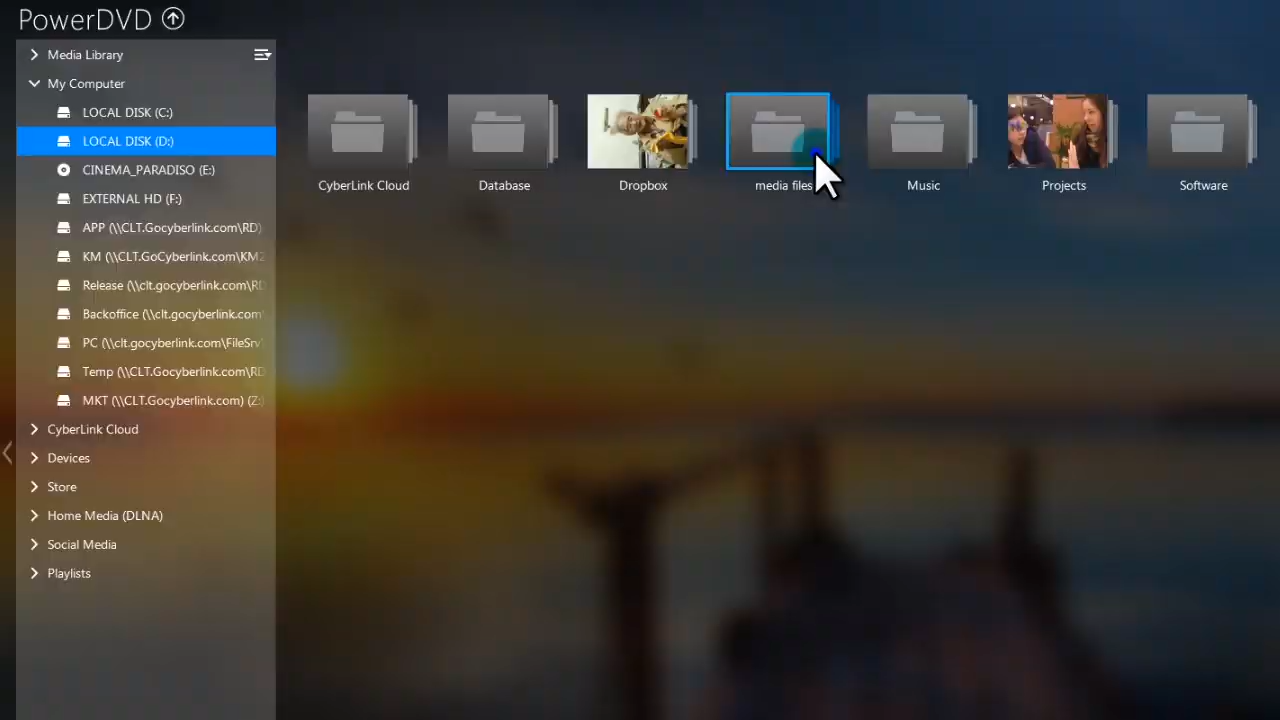 PowerDVD
Media Library
My Computer
LOCAL DISK (C:)
LOCAL DISK (D:)
CINEMA_PARADISO (E:)
EXTERNAL HD (F:)
APP (\\CLT.Gocyberlink.com\RD)
KM (\\CLT.GoCyberlink.com\KM2
Release (\\clt.gocyberlink.com\RD
Backoffice (\\clt.gocyberlink.com\
PC (\\clt.gocyberlink.com\FileSrv\
Temp (\\CLT.Gocyberlink.com\RD
MKT (\\CLT.Gocyberlink.com) (Z:)
CyberLink Cloud
Devices
Store
Home Media (DLNA)
Social Media
Playlists
CyberLink Cloud
Database
Dropbox
media files
Music
Projects
Software